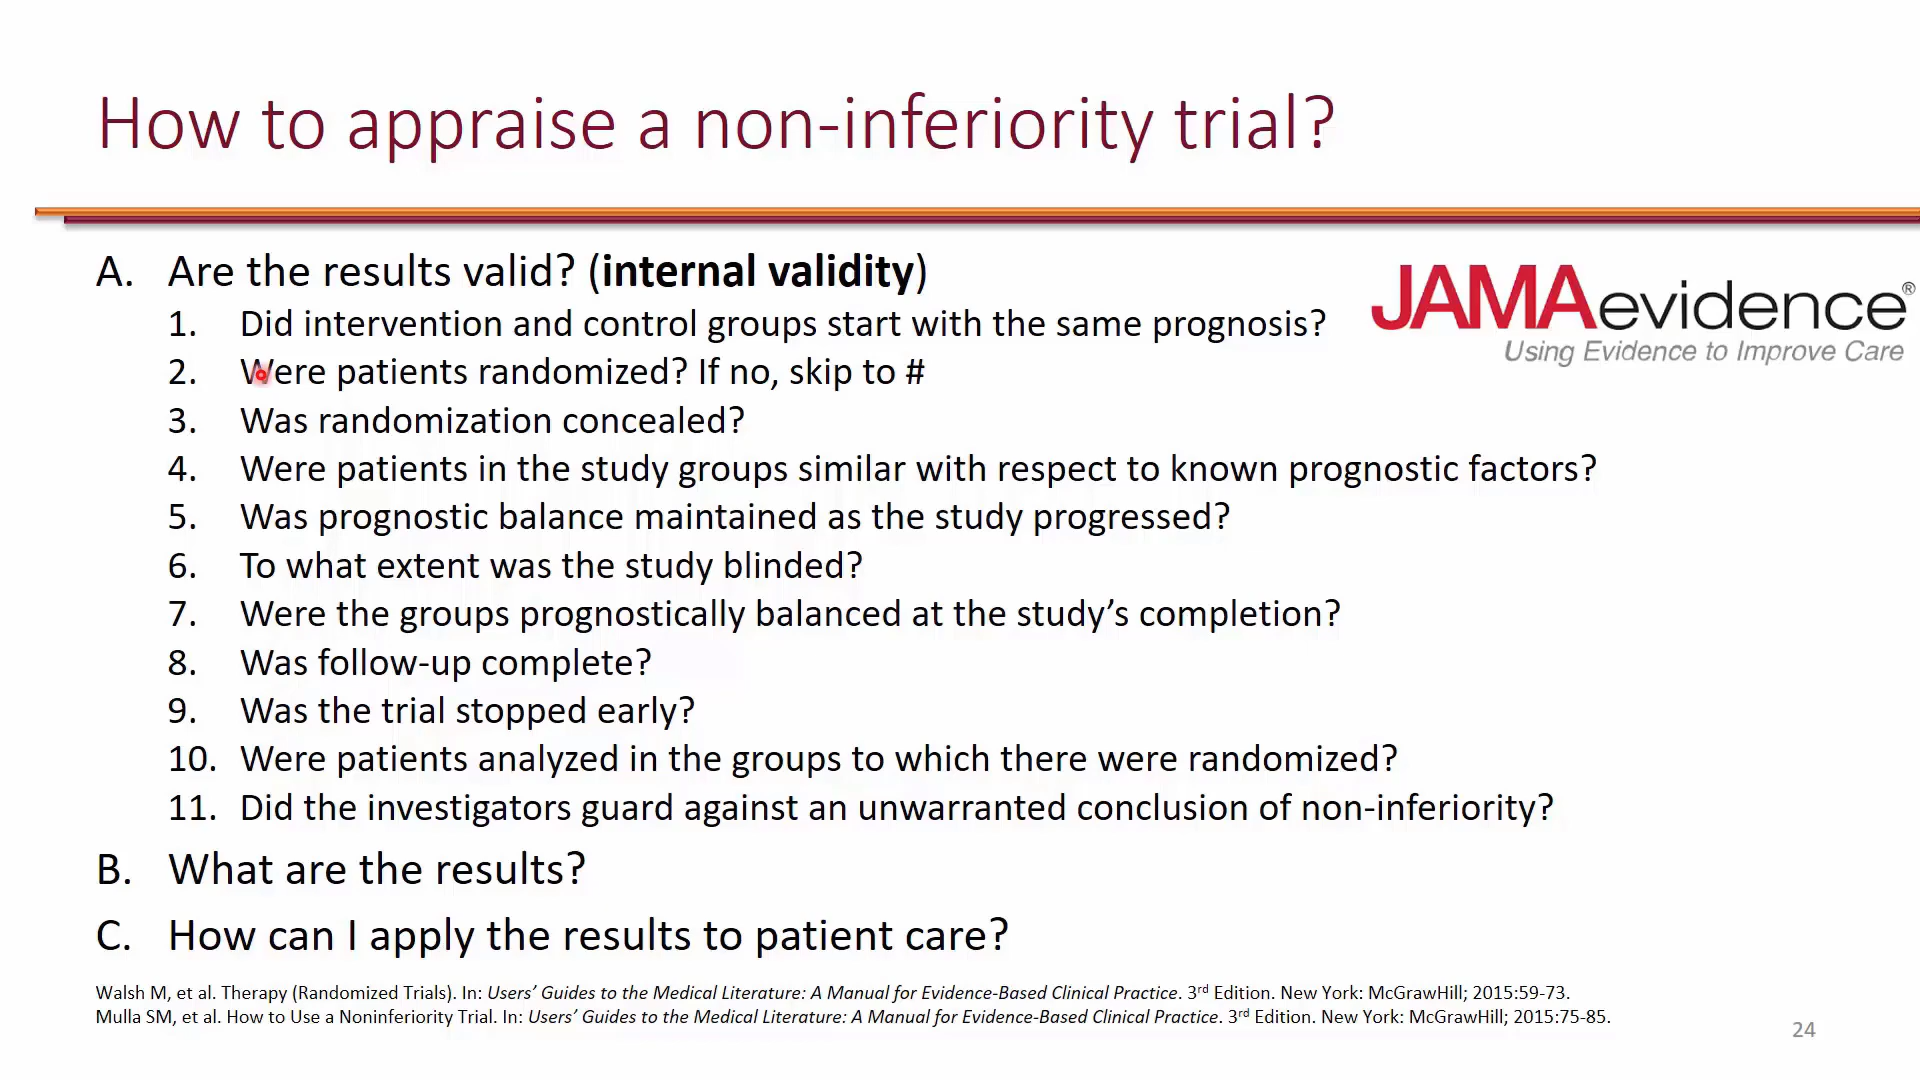 How to appraise a non-inferiority trial?
A. Are the results valid? (internal validity)
JAMAevidence®
Using Evidence to Improve Care
1. Did intervention and control groups start with the same prognosis?
2. Were patients randomized? If no, skip to #
3. Was randomization concealed?
4. Were patients in the study groups similar with respect to known prognostic factors?
5. Was prognostic balance maintained as the study progressed?
6. To what extent was the study blinded?
7. Were the groups prognostically balanced at the study’s completion?
8. Was follow-up complete?
9. Was the trial stopped early?
10. Were patients analyzed in the groups to which there were randomized?
11. Did the investigators guard against an unwarranted conclusion of non-inferiority?
B. What are the results?
C. How can I apply the results to patient care?
Walsh M, et al. Therapy (Randomized Trials). In: Users’ Guides to the Medical Literature: A Manual for Evidence-Based Clinical Practice. 3rd Edition. New York: McGrawHill; 2015:59-73.
Mulla SM, et al. How to Use a Noninferiority Trial. In: Users’ Guides to the Medical Literature: A Manual for Evidence-Based Clinical Practice. 3rd Edition. New York: McGrawHill; 2015:75-85.
24